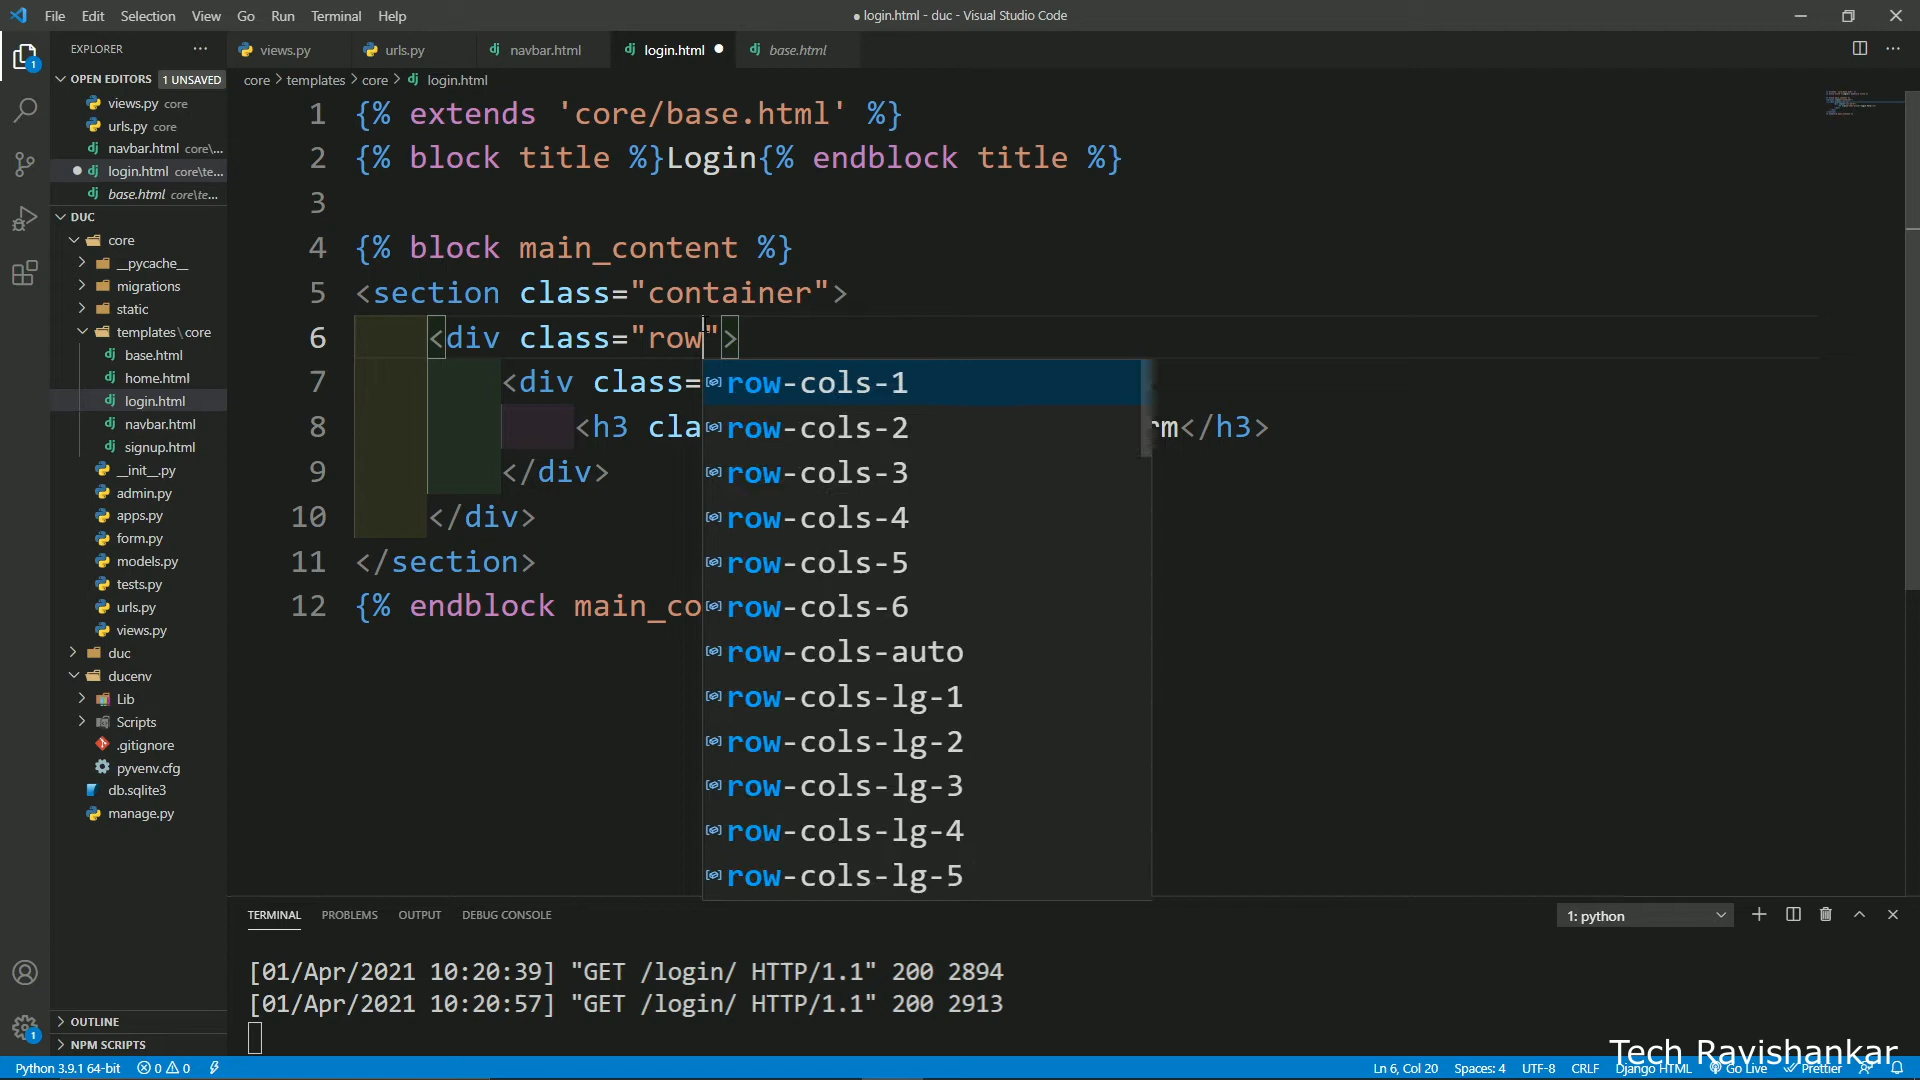 File Edit Selection View Go Run Terminal Help
● login.html - duc - Visual Studio Code
EXPLORER
views.py urls.py navbar.html login.html ● base.html
OPEN EDITORS 1 UNSAVED
core > templates > core > login.html
views.py core
urls.py core
navbar.html core\...
login.html core\te...
base.html core\te...
DUC
core
__pycache__
migrations
static
templates \ core
base.html
home.html
login.html
navbar.html
signup.html
__init__.py
admin.py
apps.py
form.py
models.py
tests.py
urls.py
views.py
duc
ducenv
Lib
Scripts
.gitignore
pyvenv.cfg
db.sqlite3
manage.py
OUTLINE
NPM SCRIPTS
1 {% extends 'core/base.html' %}
2 {% block title %}Login{% endblock title %}
3
4 {% block main_content %}
5 <section class="container">
6 <div class="row">
7 <div class=
8 <h3 cla rm</h3>
9 </div>
10 </div>
11 </section>
12 {% endblock main_co
row-cols-1
row-cols-2
row-cols-3
row-cols-4
row-cols-5
row-cols-6
row-cols-auto
row-cols-lg-1
row-cols-lg-2
row-cols-lg-3
row-cols-lg-4
row-cols-lg-5
TERMINAL PROBLEMS OUTPUT DEBUG CONSOLE
1: python
[01/Apr/2021 10:20:39] "GET /login/ HTTP/1.1" 200 2894
[01/Apr/2021 10:20:57] "GET /login/ HTTP/1.1" 200 2913
Tech Ravishankar
Python 3.9.1 64-bit 0 0
Ln 6, Col 20 Spaces: 4 UTF-8 CRLF Django HTML Go Live Prettier
1
1